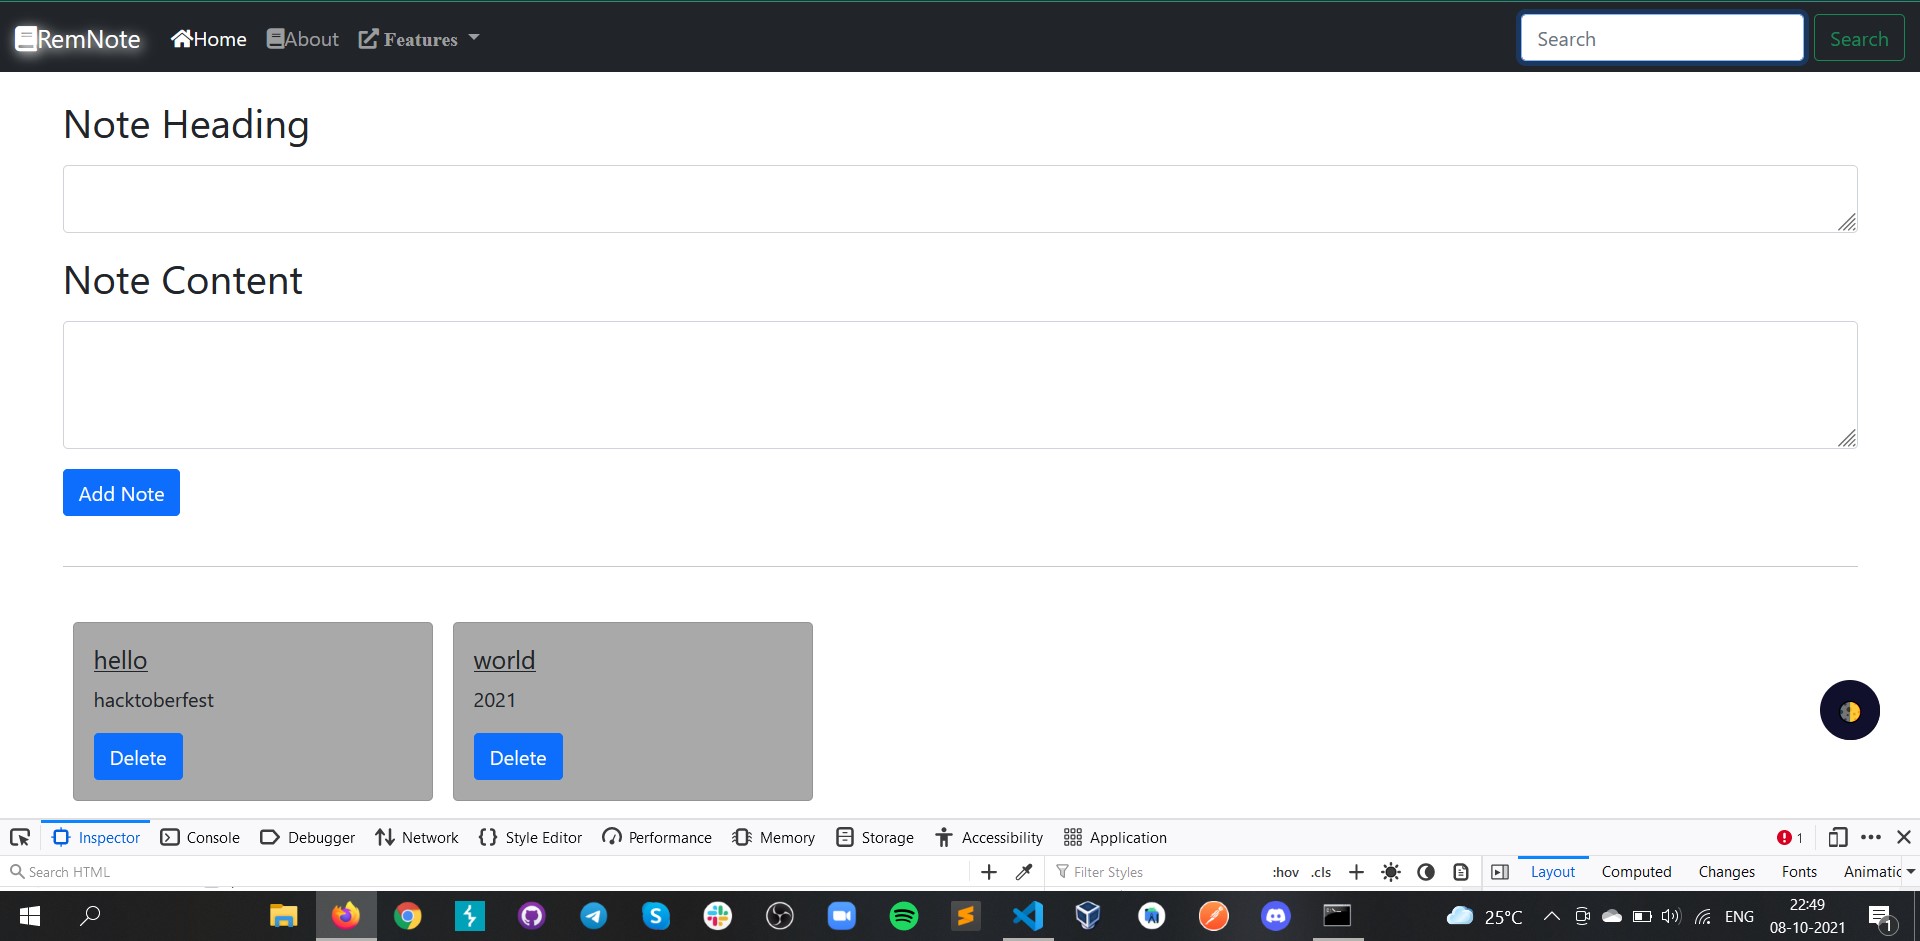 RemNote Home About Features Search Search
Note Heading
Note Content
Add Note
hello world
hacktoberfest 2021
Delete Delete
Inspector Console Debugger Network Style Editor Performance Memory Storage Accessibility Application 1
Search HTML Filter Styles :hov .cls Layout Computed Changes Fonts Animatic
25°C ENG 22:49
08-10-2021 1